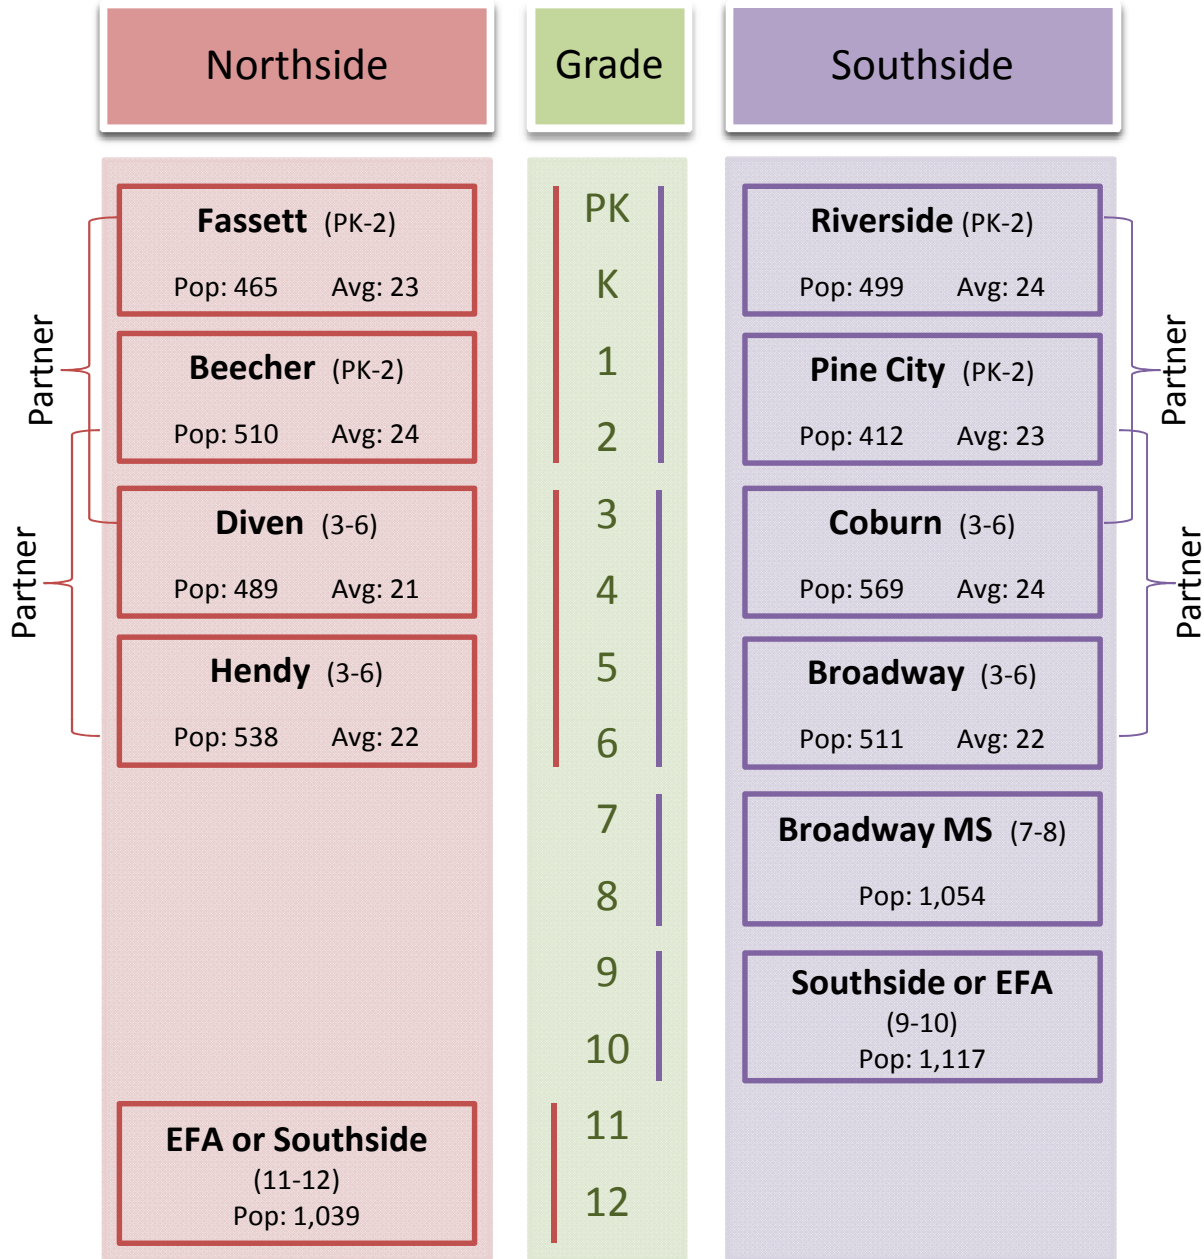 Northside
Grade
Southside
Partner
Partner
Fassett (PK-2)
Pop: 465 Avg: 23
Beecher (PK-2)
Pop: 510 Avg: 24
Diven (3-6)
Pop: 489 Avg: 21
Hendy (3-6)
Pop: 538 Avg: 22
EFA or Southside
(11-12)
Pop: 1,039
PK
K
1
2
3
4
5
6
7
8
9
10
11
12
Riverside (PK-2)
Pop: 499 Avg: 24
Pine City (PK-2)
Pop: 412 Avg: 23
Coburn (3-6)
Pop: 569 Avg: 24
Broadway (3-6)
Pop: 511 Avg: 22
Broadway MS (7-8)
Pop: 1,054
Southside or EFA
(9-10)
Pop: 1,117
Partner
Partner